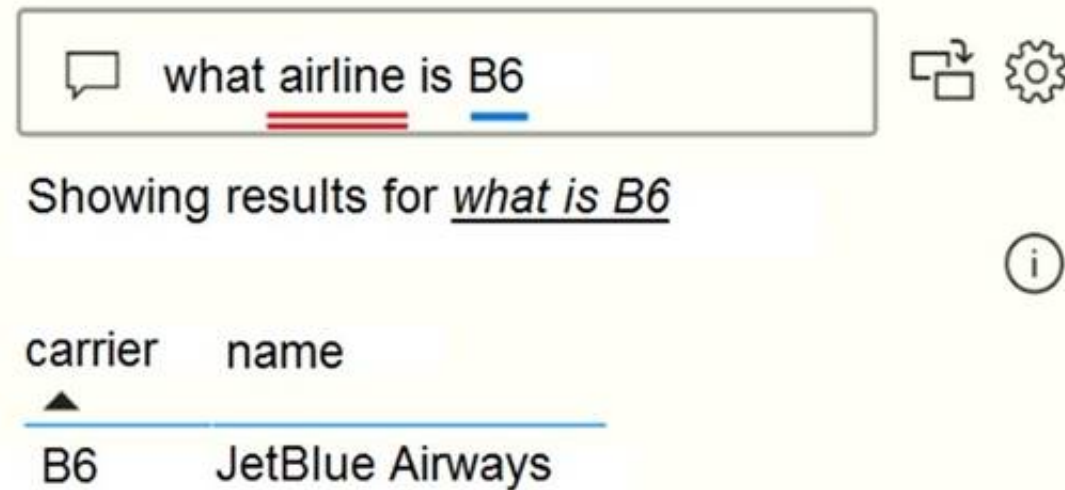 what airline is B6
Showing results for what is B6
i
carrier name
B6 JetBlue Airways